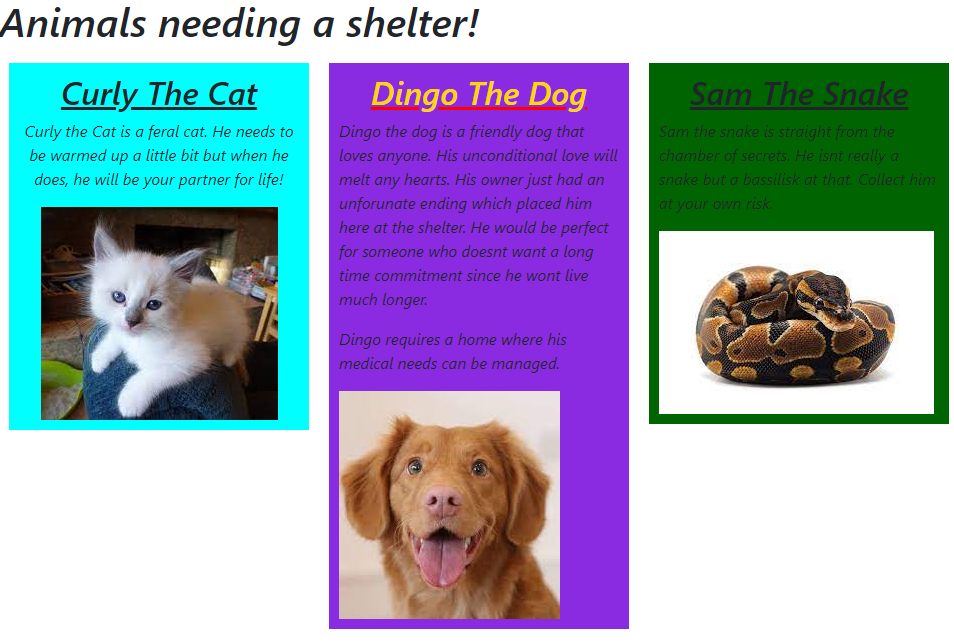 Animals needing a shelter!
Curly The Cat
Curly the Cat is a feral cat. He needs to
be warmed up a little bit but when he
does, he will be your partner for life!
Dingo The Dog
Dingo the dog is a friendly dog that
loves anyone. His unconditional love will
melt any hearts. His owner just had an
unforunate ending which placed him
here at the shelter. He would be perfect
for someone who doesnt want a long
time commitment since he wont live
much longer.
Dingo requires a home where his
medical needs can be managed.
Sam The Snake
Sam the snake is straight from the
chamber of secrets. He isnt really a
snake but a bassilisk at that. Collect him
at your own risk.